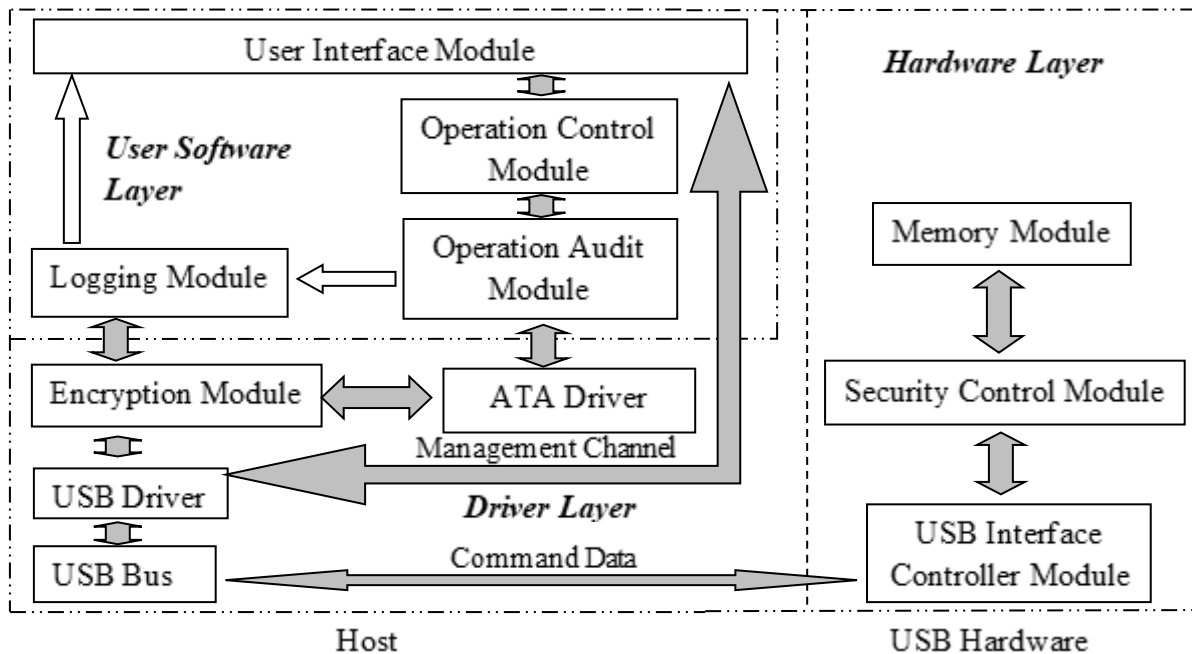 User Interface Module
Hardware Layer
Operation Control
Module
User Software
Layer
Memory Module
Operation Audit
Module
Logging Module
Encryption Module
ATA Driver
Security Control Module
Management Channel
USB Driver
Driver Layer
USB Interface
Controller Module
Command Data
USB Bus
Host
USB Hardware